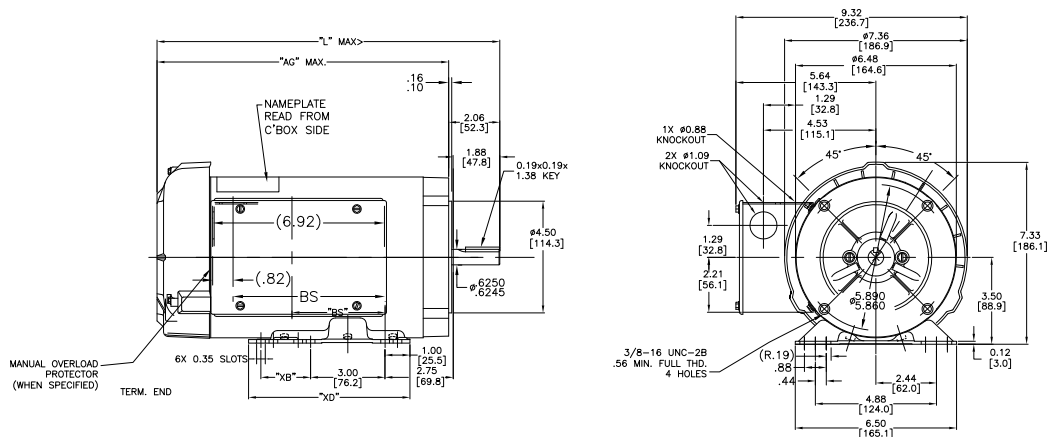 "L" MAX>
"AG" MAX.
.16
.10
NAMEPLATE
READ FROM
C'BOX SIDE
2.06
[52.3]
1.88
[47.8]
0.19x0.19x
1.38 KEY
(6.92)
ø4.50
[114.3]
(.82)
ø.6250
.6245
BS
"BS"
MANUAL OVERLOAD
PROTECTOR
(WHEN SPECIFIED)
TERM. END
6X 0.35 SLOTS
"XB"
3.00
[76.2]
1.00
[25.5]
2.75
[69.8]
"XD"
9.32
[236.7]
ø7.36
[186.9]
ø6.48
[164.6]
5.64
[143.3]
1.29
[32.8]
4.53
[115.1]
1X ø0.88
KNOCKOUT
2X ø1.09
KNOCKOUT
45°
45°
1.29
[32.8]
2.21
[56.1]
7.33
[186.1]
3.50
[88.9]
ø5.890
5.860
3/8-16 UNC-2B
.56 MIN. FULL THD.
4 HOLES
(R.19)
.88
.44
0.12
[3.0]
2.44
[62.0]
4.88
[124.0]
6.50
[165.1]